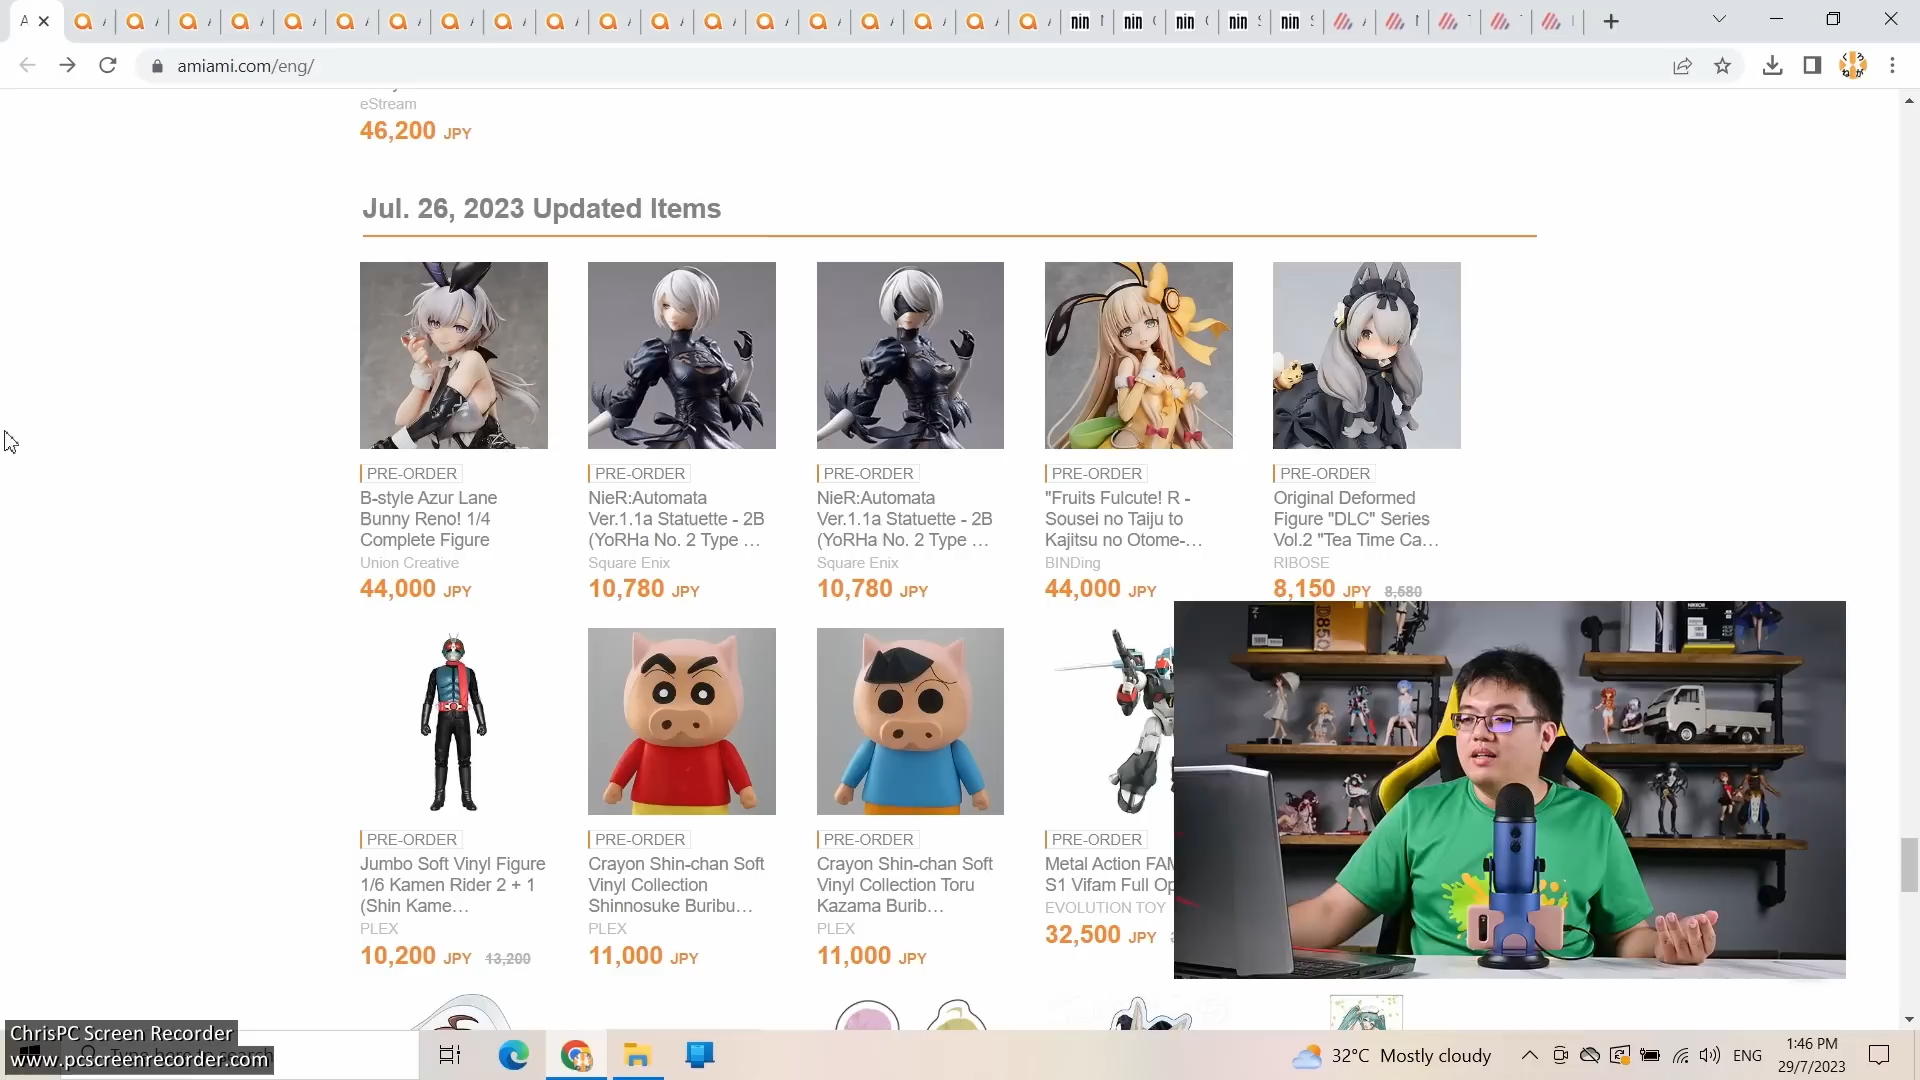 amiami.com/eng/
eStream
46,200 JPY
Jul. 26, 2023 Updated Items
PRE-ORDER
B-style Azur Lane
Bunny Reno! 1/4
Complete Figure
Union Creative
44,000 JPY
PRE-ORDER
NieR:Automata
Ver.1.1a Statuette - 2B
(YoRHa No. 2 Type ...
Square Enix
10,780 JPY
PRE-ORDER
NieR:Automata
Ver.1.1a Statuette - 2B
(YoRHa No. 2 Type ...
Square Enix
10,780 JPY
PRE-ORDER
"Fruits Fulcute! R -
Sousei no Taiju to
Kajitsu no Otome-...
BINDing
44,000 JPY
PRE-ORDER
Original Deformed
Figure "DLC" Series
Vol.2 "Tea Time Ca...
RIBOSE
8,150 JPY 8,580
PRE-ORDER
Jumbo Soft Vinyl Figure
1/6 Kamen Rider 2 + 1
(Shin Kame...
PLEX
10,200 JPY 13,200
PRE-ORDER
Crayon Shin-chan Soft
Vinyl Collection
Shinnosuke Buribu...
PLEX
11,000 JPY
PRE-ORDER
Crayon Shin-chan Soft
Vinyl Collection Toru
Kazama Burib...
PLEX
11,000 JPY
PRE-ORDER
Metal Action FAM
S1 Vifam Full Op
EVOLUTION TOY
32,500 JPY
D850
ChrisPC Screen Recorder
www.pcscreenrecorder.com
32°C Mostly cloudy
ENG
1:46 PM
29/7/2023